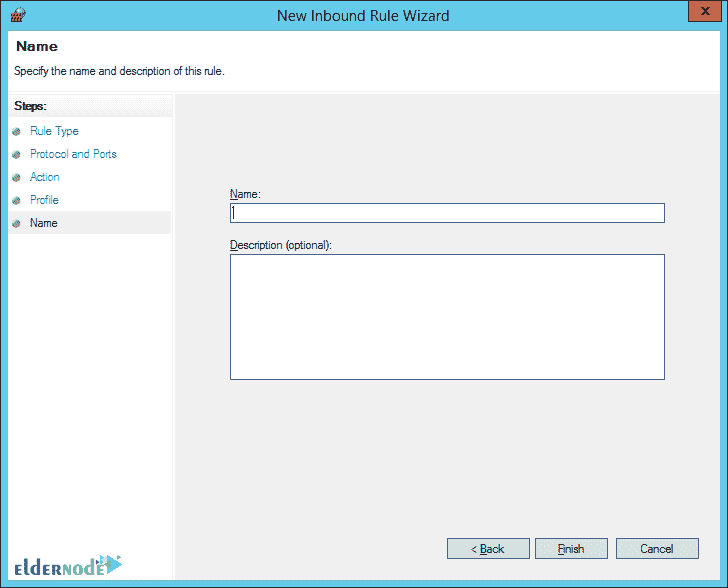 New Inbound Rule Wizard
x
Name
Specify the name and description of this rule.
Steps:
Rule Type
Protocol and Ports
Action
Profile
Name
Name:
Description (optional):
< Back
Finish
Cancel
eldernode